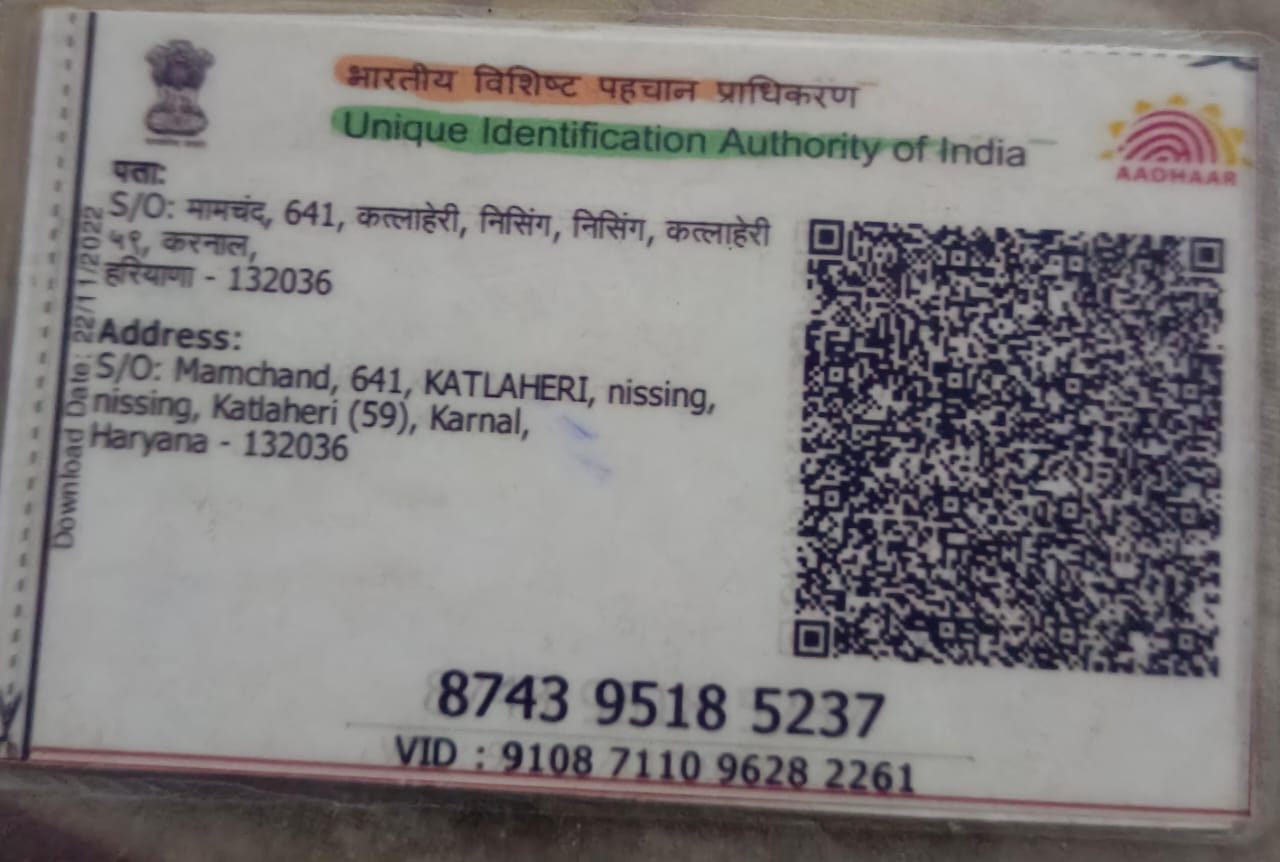 भारतीय विशिष्ट पहचान प्राधिकरण
Unique Identification Authority of India
AADHAAR
पता:
S/O: मामचंद, 641, कत्लाहेरी, निसिंग, निसिंग, कत्लाहेरी
५९, करनाल,
हरियाणा - 132036
Address:
S/O: Mamchand, 641, KATLAHERI, nissing,
nissing, Katlaheri (59), Karnal,
Haryana - 132036
Download Date: 22/11/2022
8743 9518 5237
VID : 9108 7110 9628 2261